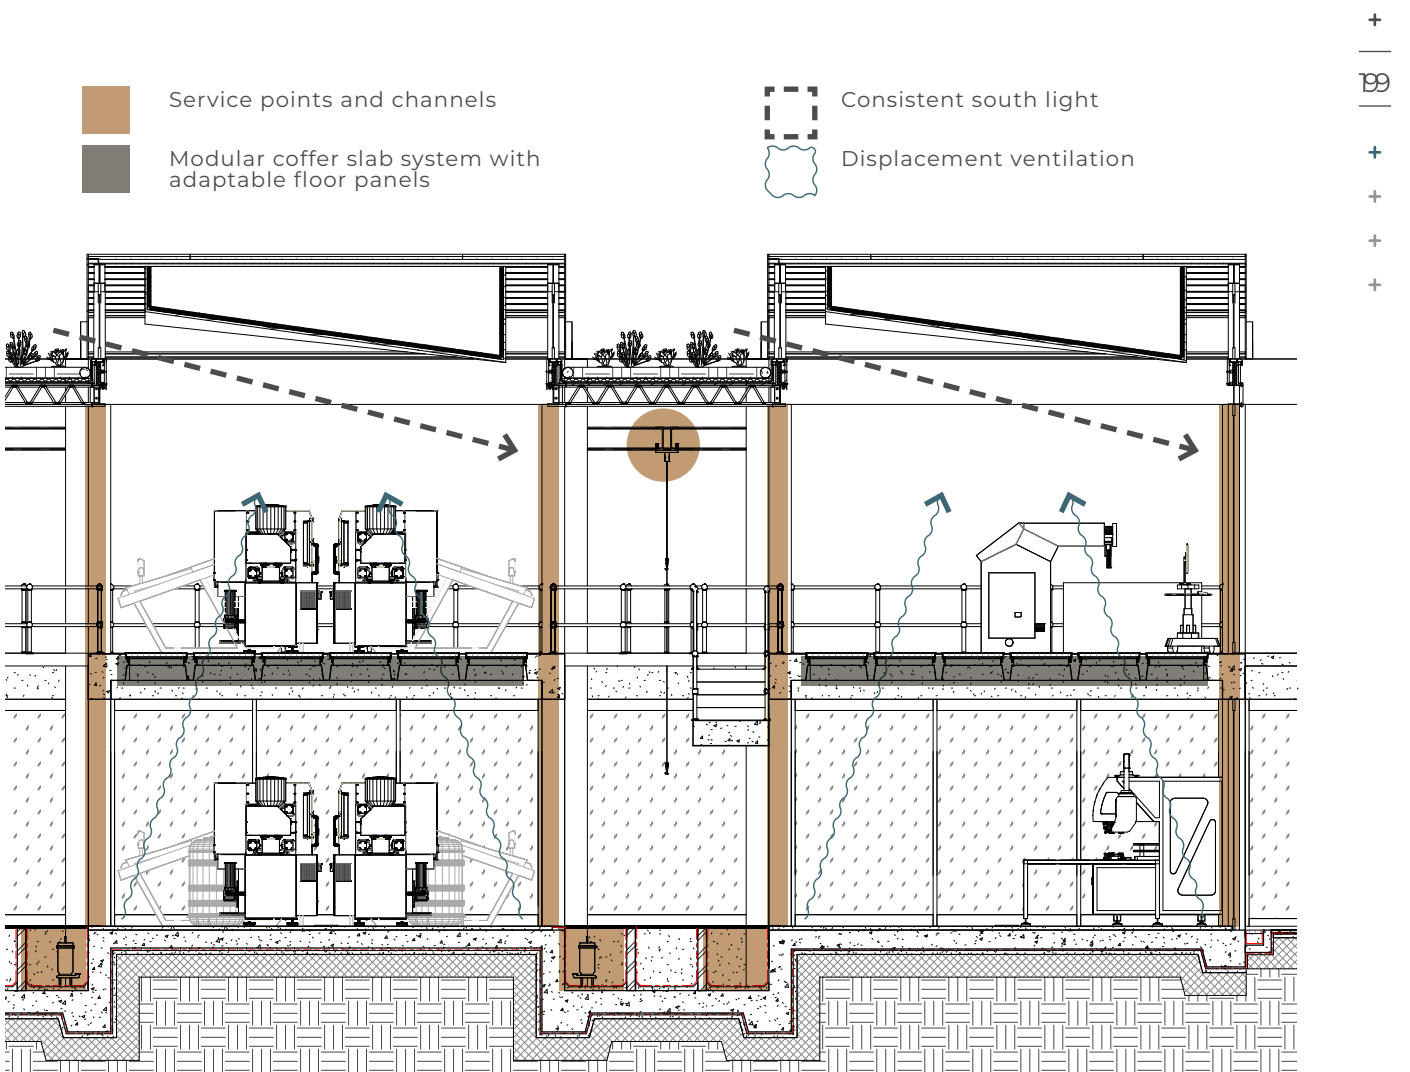 199
Service points and channels
Consistent south light
Modular coffer slab system with
adaptable floor panels
Displacement ventilation